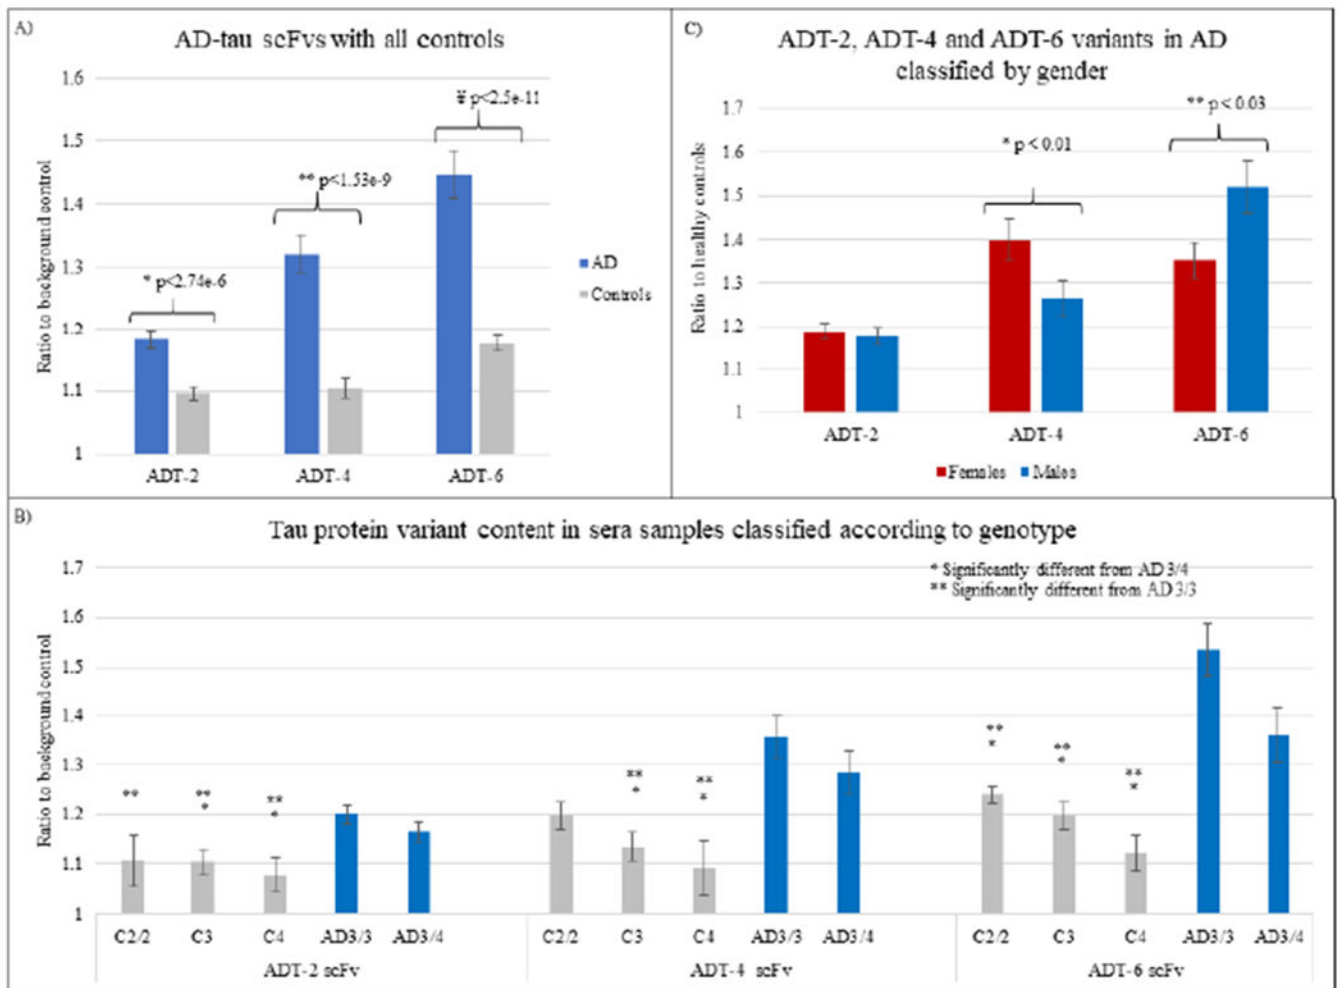 A)
AD-tau scFvs with all controls
1.6
1.5
1.4
1.3
1.2
1.1
1
Ratio to background control
* p<2.74e-6
** p<1.53e-9
¥ p<2.5e-11
ADT-2 ADT-4 ADT-6
AD
Controls
C)
ADT-2, ADT-4 and ADT-6 variants in AD
classified by gender
1.7
1.6
1.5
1.4
1.3
1.2
1.1
1
Ratio to healthy controls
* p < 0.01
** p < 0.03
ADT-2 ADT-4 ADT-6
Females Males
B)
Tau protein variant content in sera samples classified according to genotype
* Significantly different from AD 3/4
** Significantly different from AD 3/3
1.7
1.6
1.5
1.4
1.3
1.2
1.1
1
Ratio to background control
** ** ** ** ** ** ** **
* * * * * * *
C2/2 C3 C4 AD3/3 AD3/4 C2/2 C3 C4 AD3/3 AD3/4 C2/2 C3 C4 AD3/3 AD3/4
ADT-2 scFv ADT-4 scFv ADT-6 scFv